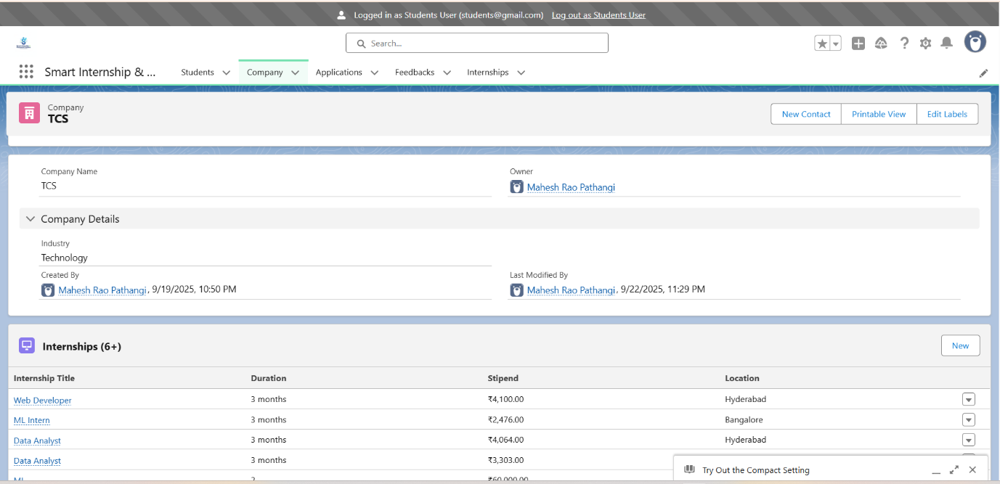 Logged in as Students User (students@gmail.com) Log out as Students User
Search...
Smart Internship & ... Students Company Applications Feedbacks Internships
Company
TCS
New Contact Printable View Edit Labels
Company Name
TCS
Owner
Mahesh Rao Pathangi
Company Details
Industry
Technology
Created By
Mahesh Rao Pathangi, 9/19/2025, 10:50 PM
Last Modified By
Mahesh Rao Pathangi, 9/22/2025, 11:29 PM
Internships (6+)
New
Internship Title Duration Stipend Location
Web Developer 3 months ₹4,100.00 Hyderabad
ML Intern 3 months ₹2,476.00 Bangalore
Data Analyst 3 months ₹4,064.00 Hyderabad
Data Analyst 3 months ₹3,303.00
ML ₹60,000.00
Try Out the Compact Setting